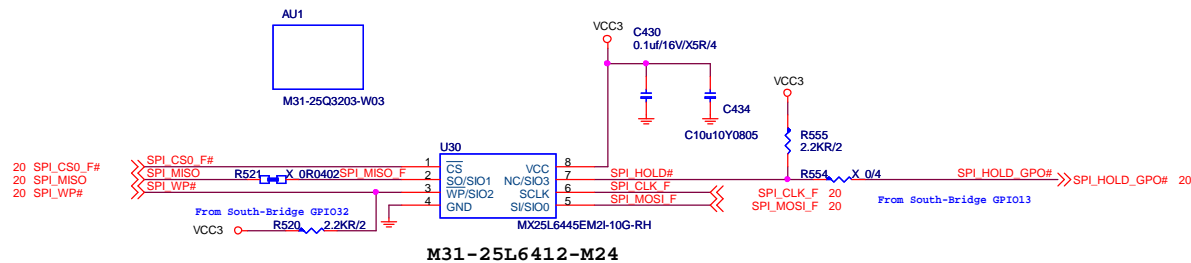 AU1
M31-25Q3203-W03
VCC3
C430
0.1uf/16V/X5R/4
C434
C10u10Y0805
VCC3
R555
2.2KR/2
U30
20 SPI_CS0_F#
SPI_CS0_F#
1
CS
VCC
8
20 SPI_MISO
SPI_MISO
R521
X_0R0402
SPI_MISO_F
2
SO/SIO1
NC/SIO3
7
SPI_HOLD#
R554
X_0/4
SPI_HOLD_GPO#
SPI_HOLD_GPO# 20
20 SPI_WP#
SPI_WP#
3
WP/SIO2
SCLK
6
SPI_CLK_F
SPI_CLK_F 20
From South-Bridge GPIO13
4
GND
SI/SIO0
5
SPI_MOSI_F
SPI_MOSI_F 20
From South-Bridge GPIO32
VCC3
R520
2.2KR/2
MX25L6445EM2I-10G-RH
M31-25L6412-M24